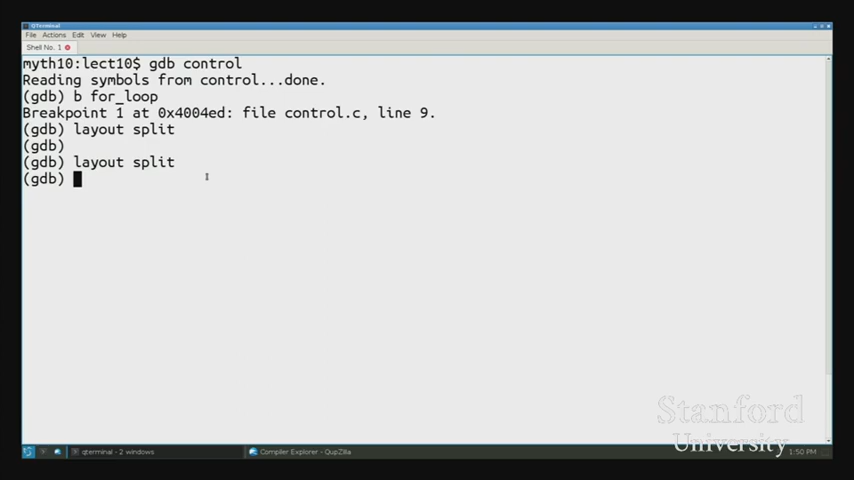 QTerminal
File Actions Edit View Help
Shell No. 1
myth10:lect10$ gdb control
Reading symbols from control...done.
(gdb) b for_loop
Breakpoint 1 at 0x4004ed: file control.c, line 9.
(gdb) layout split
(gdb)
(gdb) layout split
(gdb)
Stanford
University
qterminal - 2 windows
Compiler Explorer - QupZilla
1:50 PM